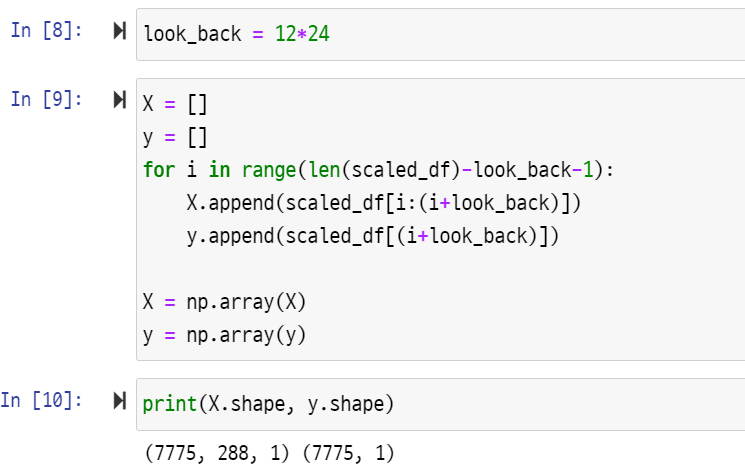 In [8]: look_back = 12*24
In [9]: X = []
y = []
for i in range(len(scaled_df)-look_back-1):
    X.append(scaled_df[i:(i+look_back)])
    y.append(scaled_df[(i+look_back)])
X = np.array(X)
y = np.array(y)
In [10]: print(X.shape, y.shape)
(7775, 288, 1) (7775, 1)